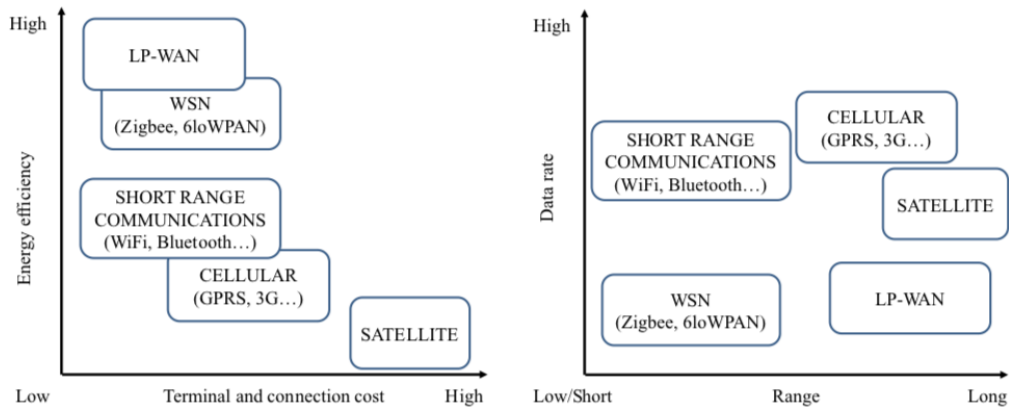 High
LP-WAN
WSN
(Zigbee, 6loWPAN)
SHORT RANGE
COMMUNICATIONS
(WiFi, Bluetooth…)
CELLULAR
(GPRS, 3G…)
SATELLITE
Energy efficiency
Low
Terminal and connection cost
High
High
CELLULAR
(GPRS, 3G…)
SHORT RANGE
COMMUNICATIONS
(WiFi, Bluetooth…)
SATELLITE
WSN
(Zigbee, 6loWPAN)
LP-WAN
Data rate
Low/Short
Range
Long